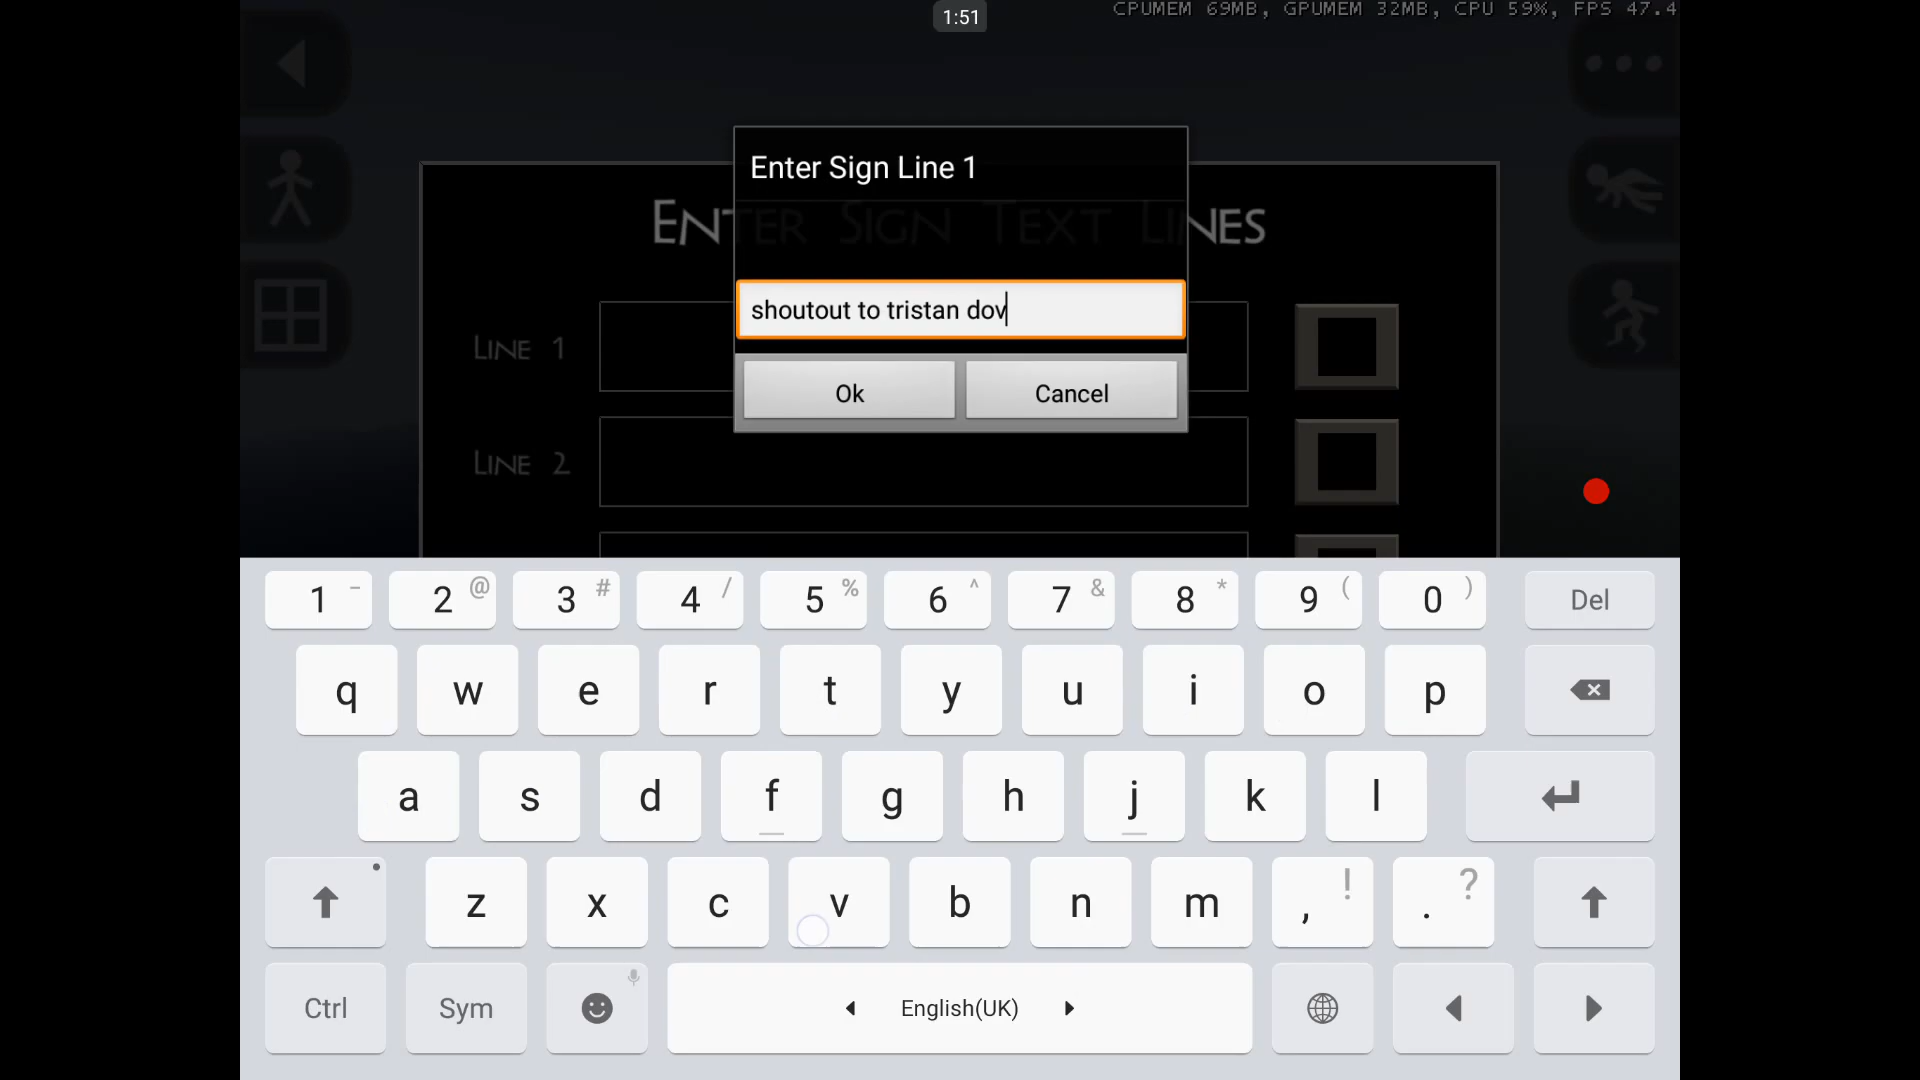 1:51
CPUMEM 69MB, GPUMEM 32MB, CPU 59%, FPS 47.4
Enter Sign Line 1
ENTER SIGN TEXT LINES
shoutout to tristan dov
LINE 1
Ok Cancel
LINE 2
1 - 2 @ 3 # 4 / 5 % 6 ^ 7 & 8 * 9 ( 0 ) Del
q w e r t y u i o p
a s d f g h j k l
z x c v b n m , ! . ?
Ctrl Sym English(UK)